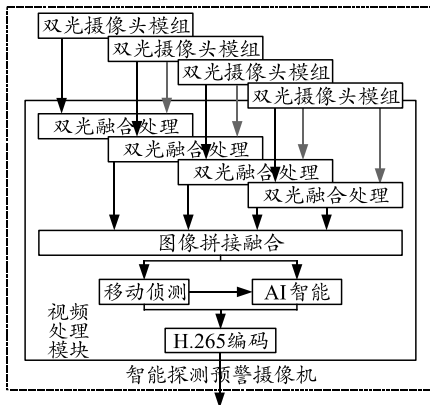 双光摄像头模组
双光摄像头模组
双光摄像头模组
双光摄像头模组
双光融合处理
双光融合处理
双光融合处理
双光融合处理
图像拼接融合
移动侦测
AI智能
视频
处理
模块
H.265编码
智能探测预警摄像机